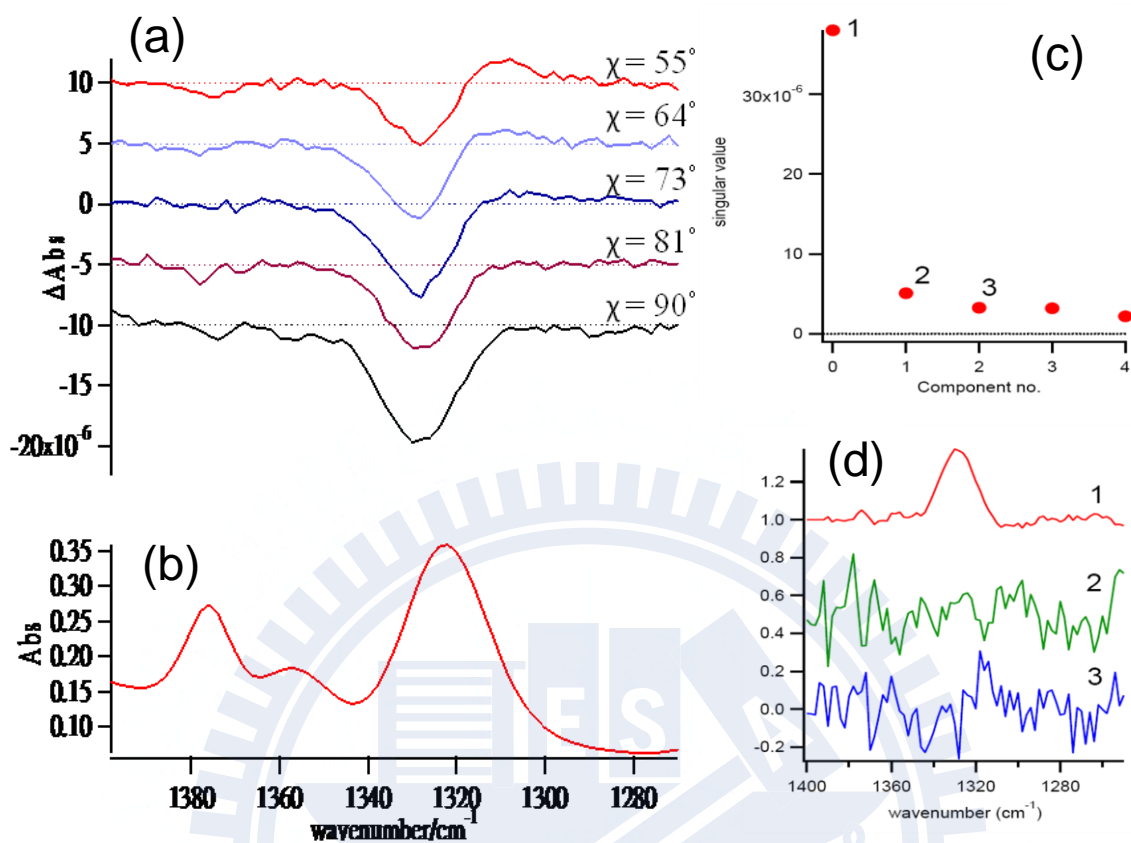 (a)
χ = 55°
χ = 64°
χ = 73°
χ = 81°
χ = 90°
10
5
0
-5
-10
-15
-20x10⁻⁶
ΔAbs
(b)
0.35
0.30
0.25
0.20
0.15
0.10
Abs
1380 1360 1340 1320 1300 1280
wavenumber/cm⁻¹
(c)
1
2
3
30x10⁻⁶
20
10
0
singular value
0 1 2 3 4
Component no.
(d)
1
2
3
1.2
1.0
0.8
0.6
0.4
0.2
0.0
-0.2
1400 1360 1320 1280
wavenumber (cm⁻¹)
E S A